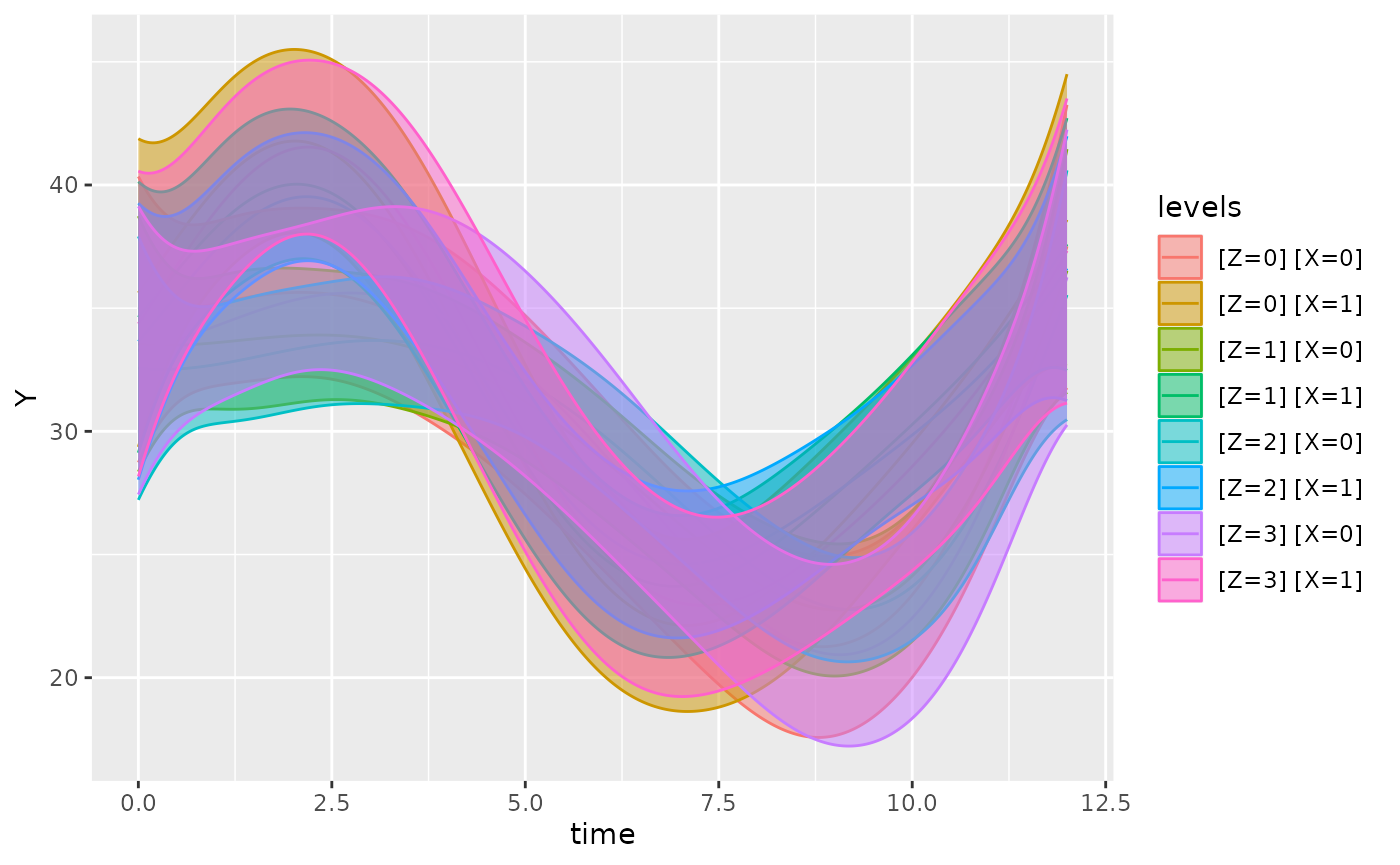 Y
40
30
20
0.0 2.5 5.0 7.5 10.0 12.5
time
levels
[Z=0] [X=0]
[Z=0] [X=1]
[Z=1] [X=0]
[Z=1] [X=1]
[Z=2] [X=0]
[Z=2] [X=1]
[Z=3] [X=0]
[Z=3] [X=1]